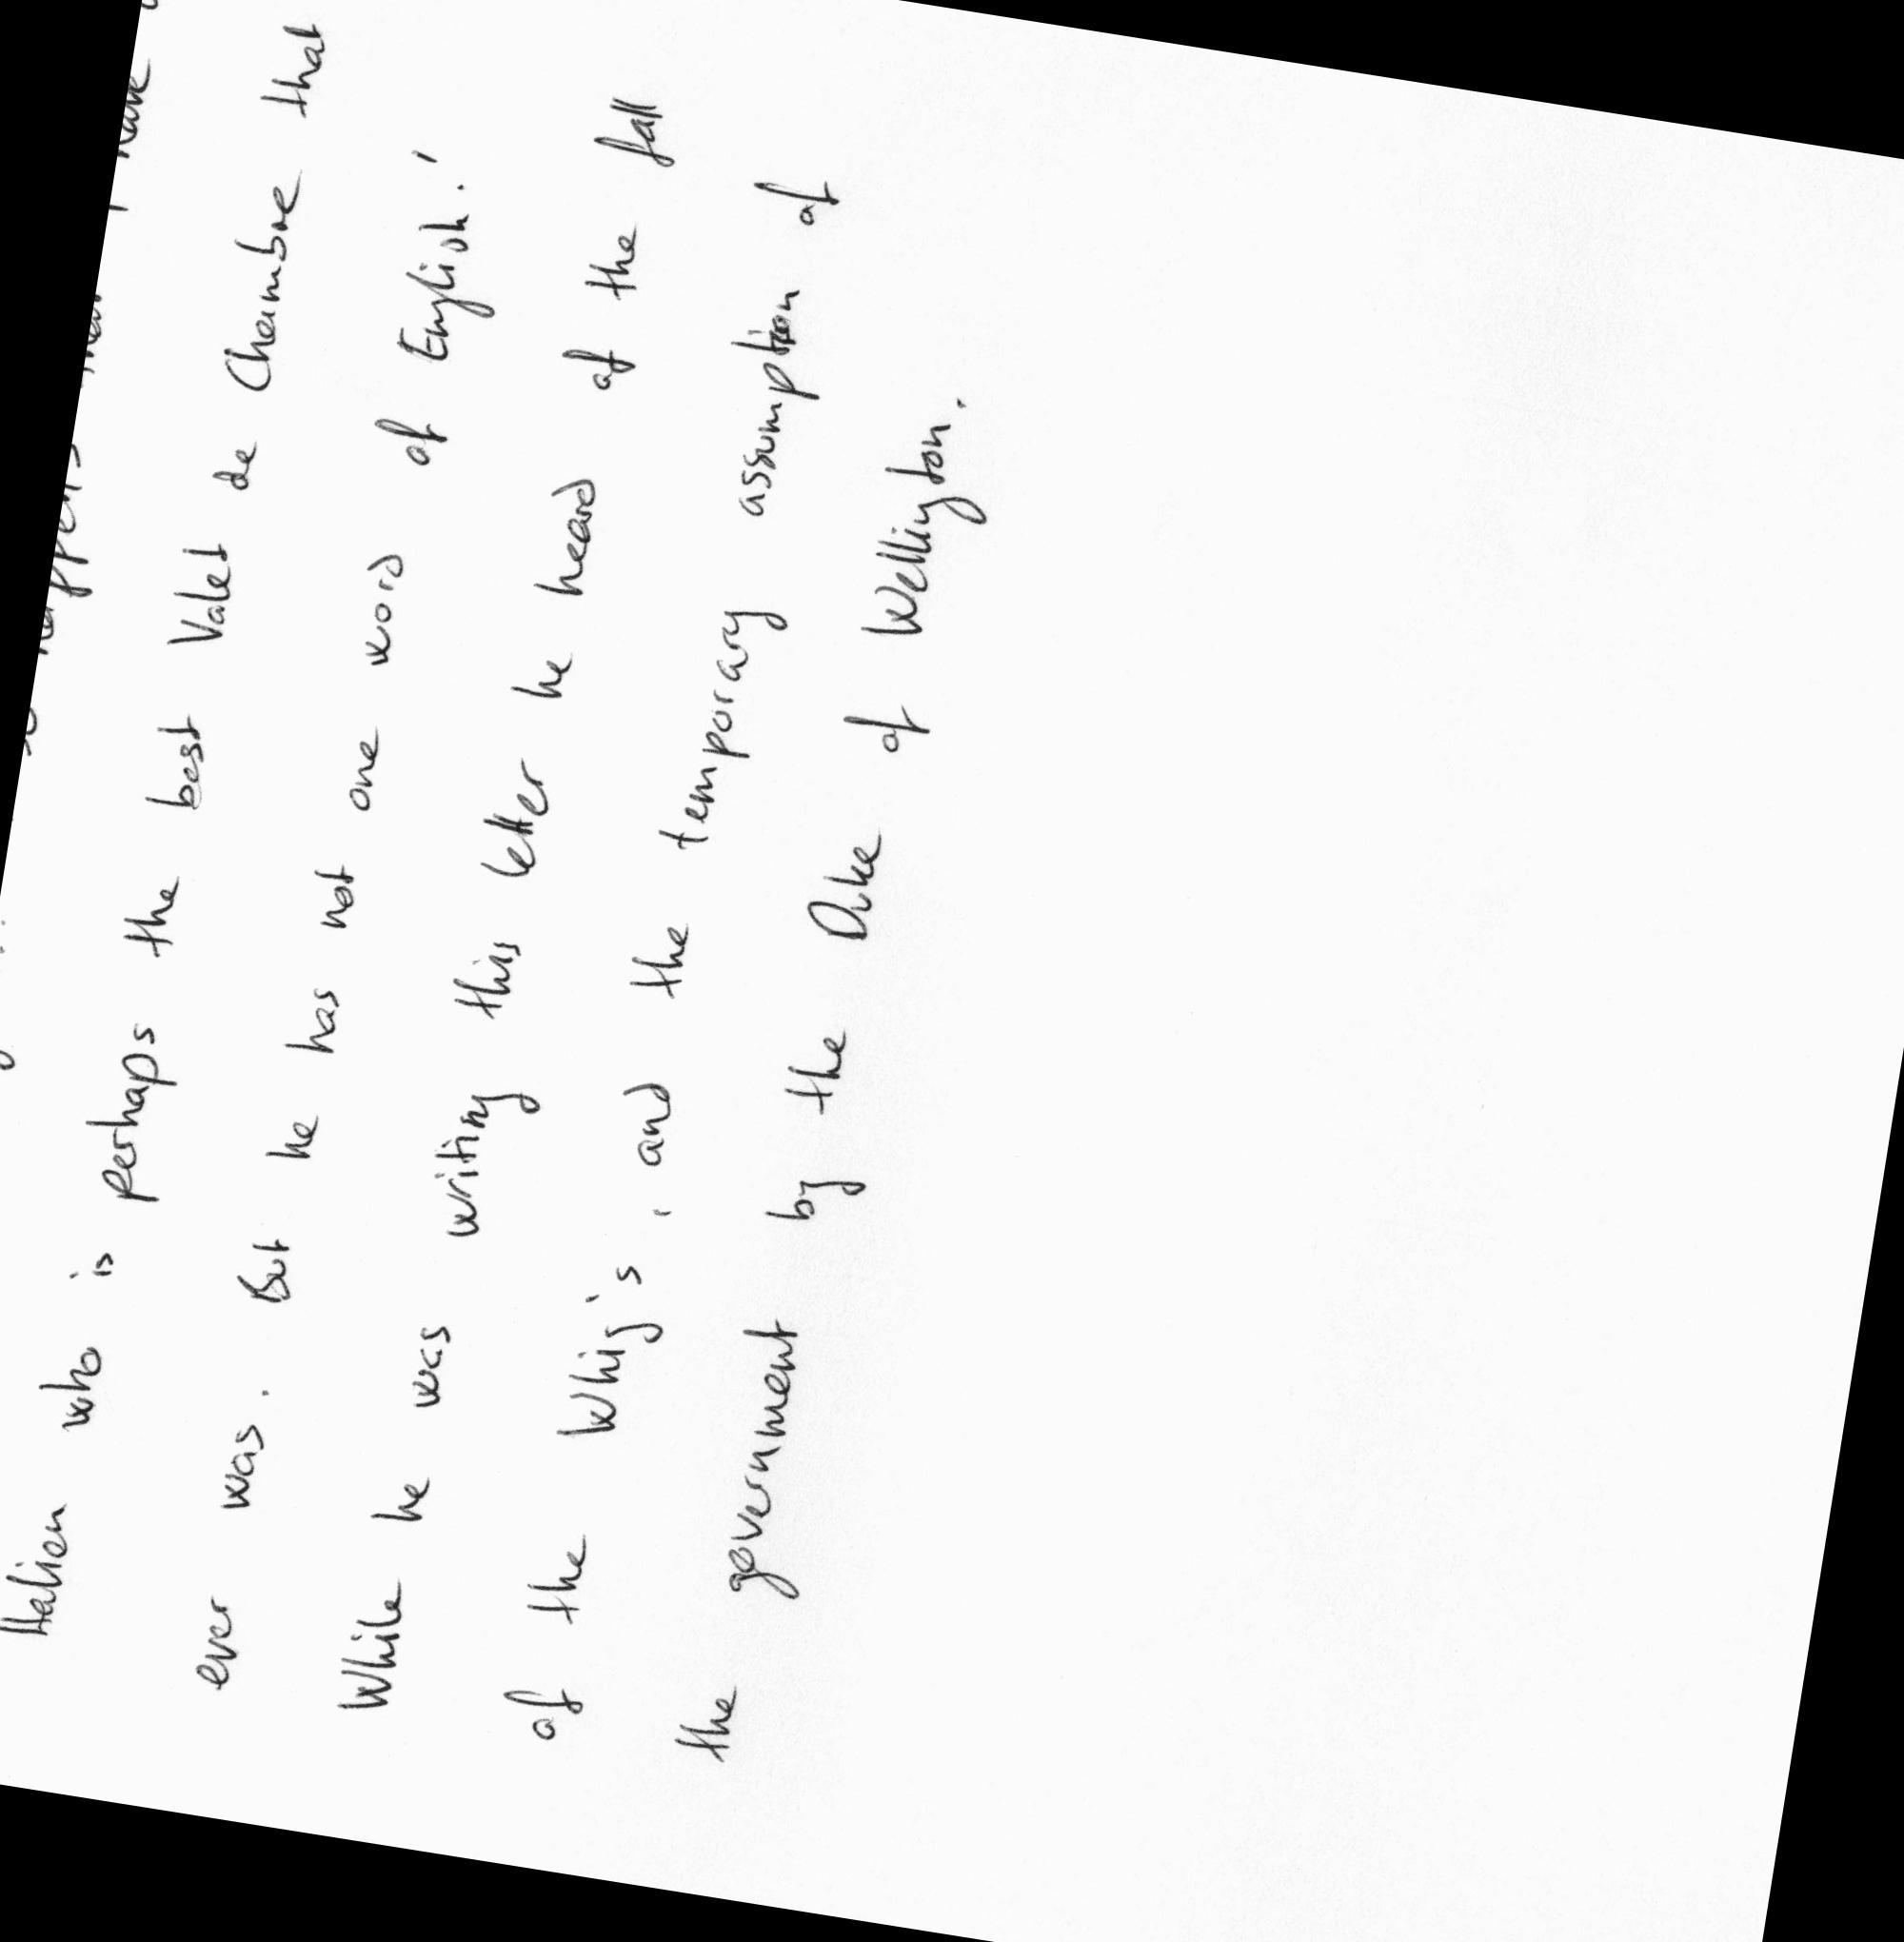 happens that I have
Italian who is perhaps the best Valet de Chambre that
ever was. But he has not one word of English.'
While he was writing this letter he heard of the fall
of the Whig's, and the temporary assumption of
the government by the Duke of Wellington.